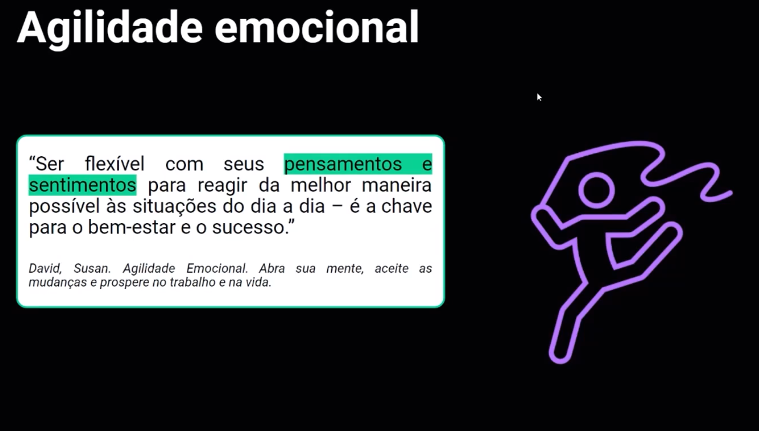 Agilidade emocional
“Ser flexível com seus pensamentos e
sentimentos para reagir da melhor maneira
possível às situações do dia a dia – é a chave
para o bem-estar e o sucesso.”
David, Susan. Agilidade Emocional. Abra sua mente, aceite as
mudanças e prospere no trabalho e na vida.